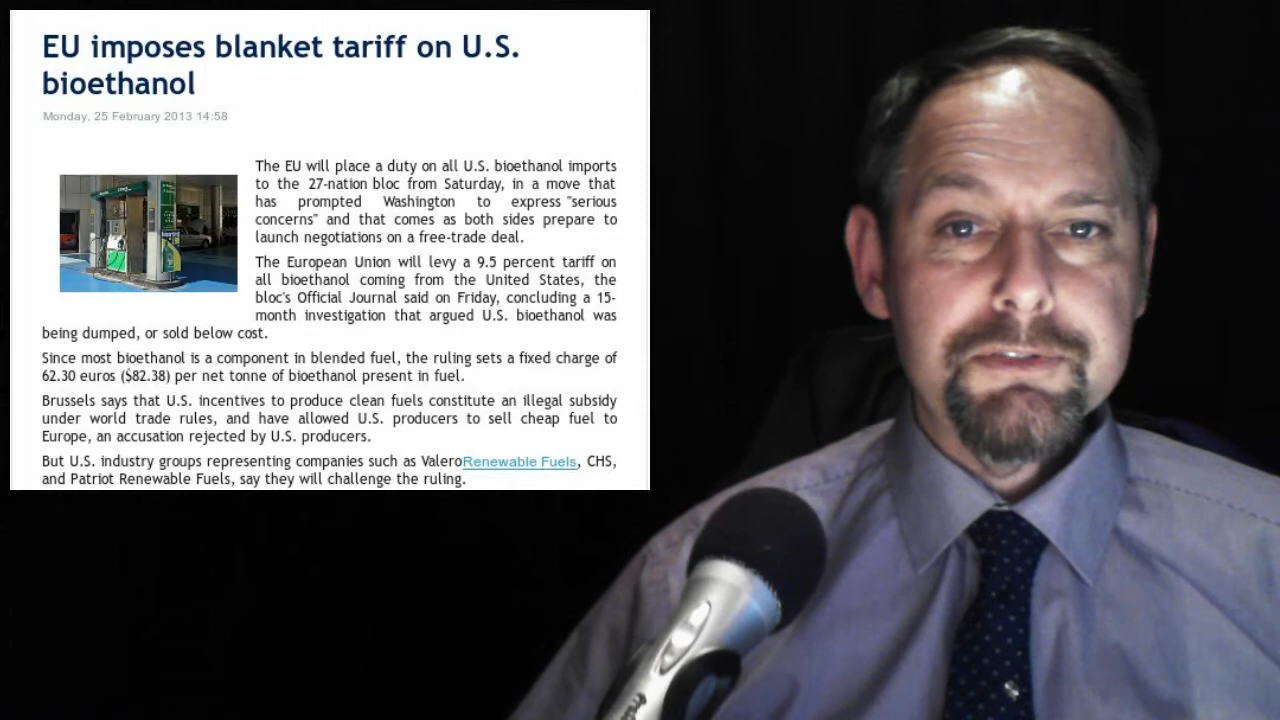 EU imposes blanket tariff on U.S.
bioethanol
Monday, 25 February 2013 14:58
The EU will place a duty on all U.S. bioethanol imports
to the 27-nation bloc from Saturday, in a move that
has prompted Washington to express "serious
concerns" and that comes as both sides prepare to
launch negotiations on a free-trade deal.
The European Union will levy a 9.5 percent tariff on
all bioethanol coming from the United States, the
bloc's Official Journal said on Friday, concluding a 15-
month investigation that argued U.S. bioethanol was
being dumped, or sold below cost.
Since most bioethanol is a component in blended fuel, the ruling sets a fixed charge of
62.30 euros ($82.38) per net tonne of bioethanol present in fuel.
Brussels says that U.S. incentives to produce clean fuels constitute an illegal subsidy
under world trade rules, and have allowed U.S. producers to sell cheap fuel to
Europe, an accusation rejected by U.S. producers.
But U.S. industry groups representing companies such as ValeroRenewable Fuels, CHS,
and Patriot Renewable Fuels, say they will challenge the ruling.